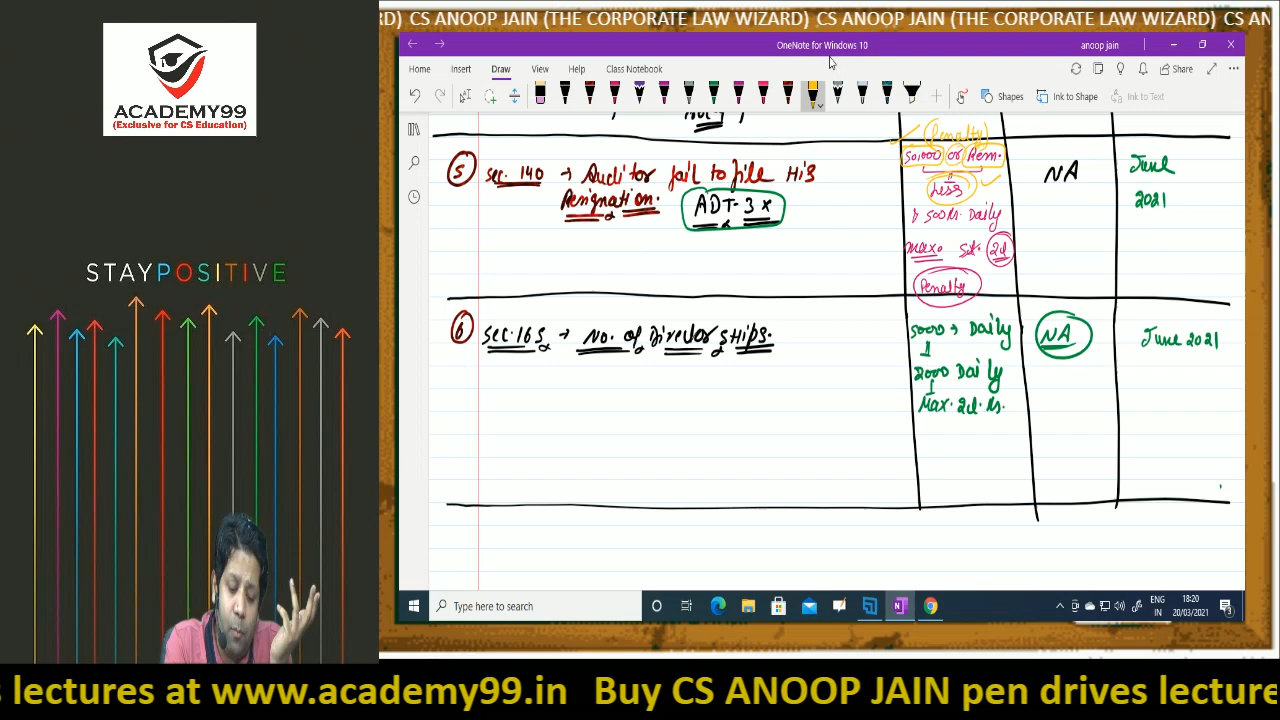 RD) CS ANOOP JAIN (THE CORPORATE LAW WIZARD) CS ANOOP JAIN (THE CORPORATE LAW WIZARD) CS AN
OneNote for Windows 10
anoop jain
Home Insert Draw View Help Class Notebook
Share
Shapes Ink to Shape Ink to Text
ACADEMY99
(Exclusive for CS Education)
STAYPOSITIVE
(Penalty)
5 Sec. 140 → Auditor fail to file His
Resignation. ADT-3 x
50,000 or Rem.
Less
500Rs. Daily
Max. 2l
Penalty
NA
June
2021
6 Sec. 165 → No. of Directorships.
5000 → Daily
2000 Daily
Max. 2l. Rs.
NA
June 2021
Type here to search
ENG
IN
18:20
20/03/2021
3
s lectures at www.academy99.in Buy CS ANOOP JAIN pen drives lecture